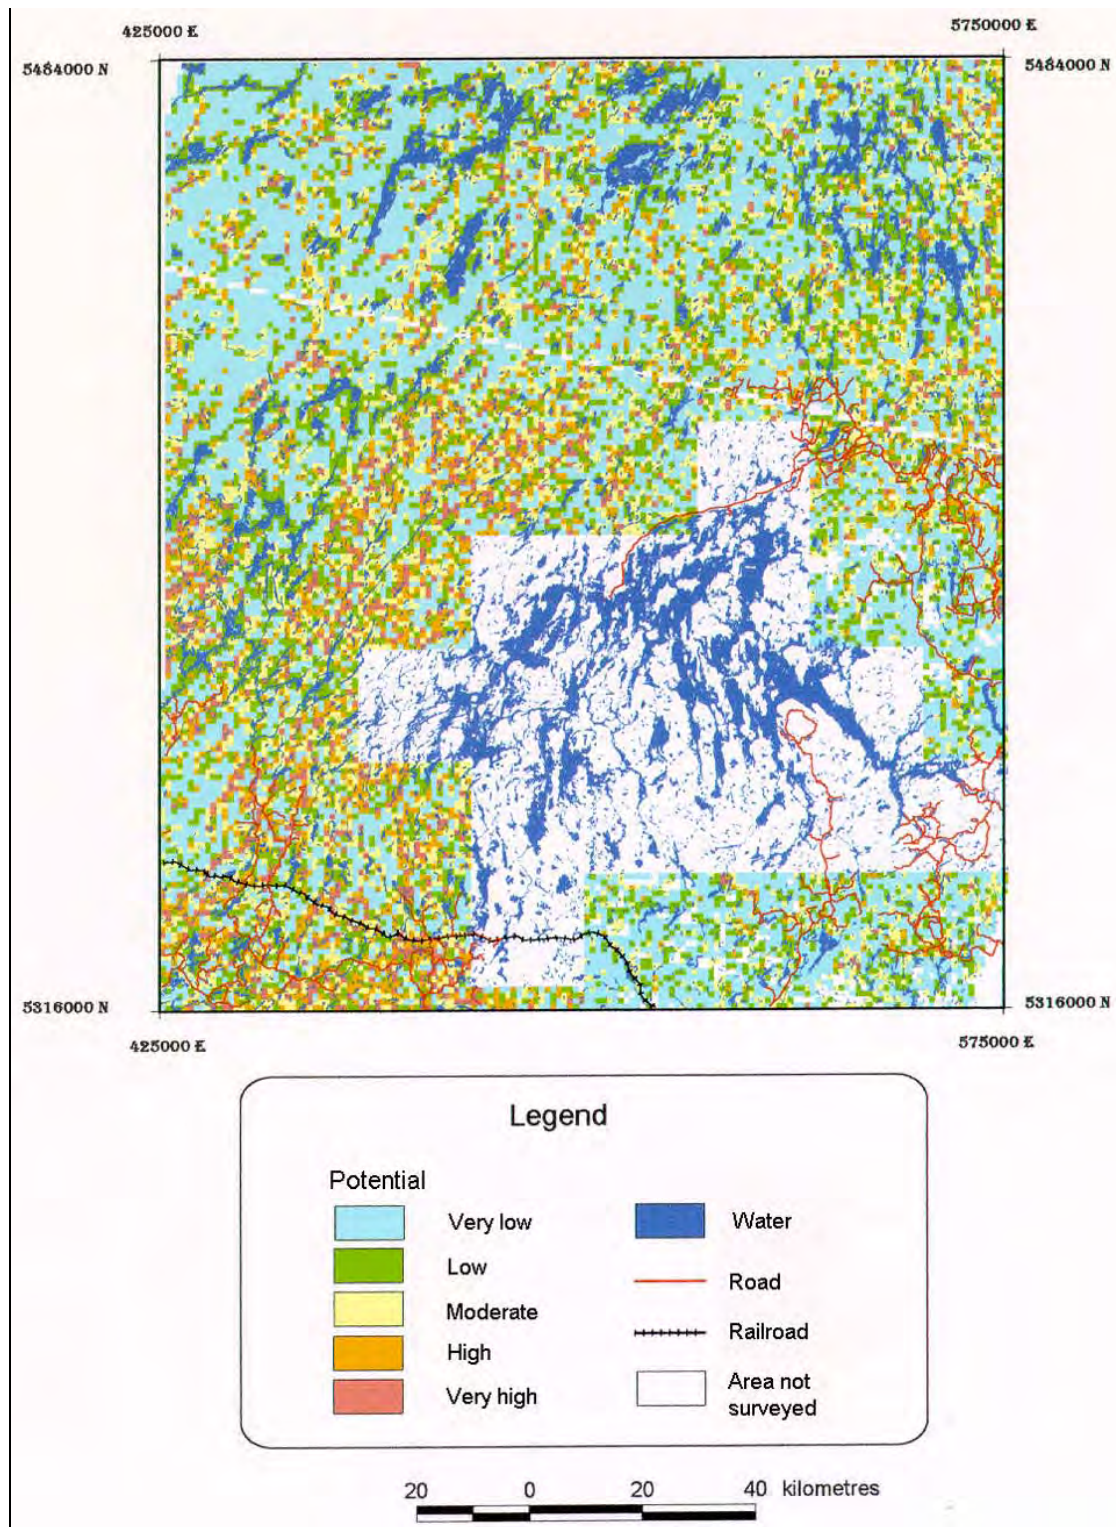 425000 E
5750000 E
5484000 N
5484000 N
5316000 N
5316000 N
425000 E
575000 E
Legend
Potential
Very low
Low
Moderate
High
Very high
Water
Road
Railroad
Area not
surveyed
20 0 20 40 kilometres